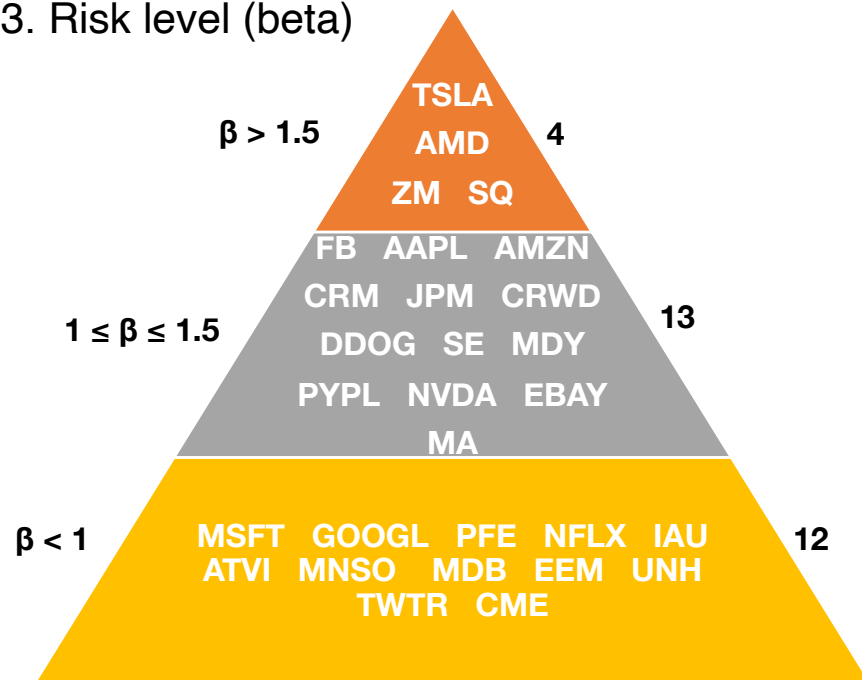 3. Risk level (beta)
TSLA
β > 1.5
AMD
4
ZM SQ
FB AAPL AMZN
CRM JPM CRWD
13
1 ≤ β ≤ 1.5
DDOG SE MDY
PYPL NVDA EBAY
MA
β < 1
MSFT GOOGL PFE NFLX IAU
12
ATVI MNSO MDB EEM UNH
TWTR CME